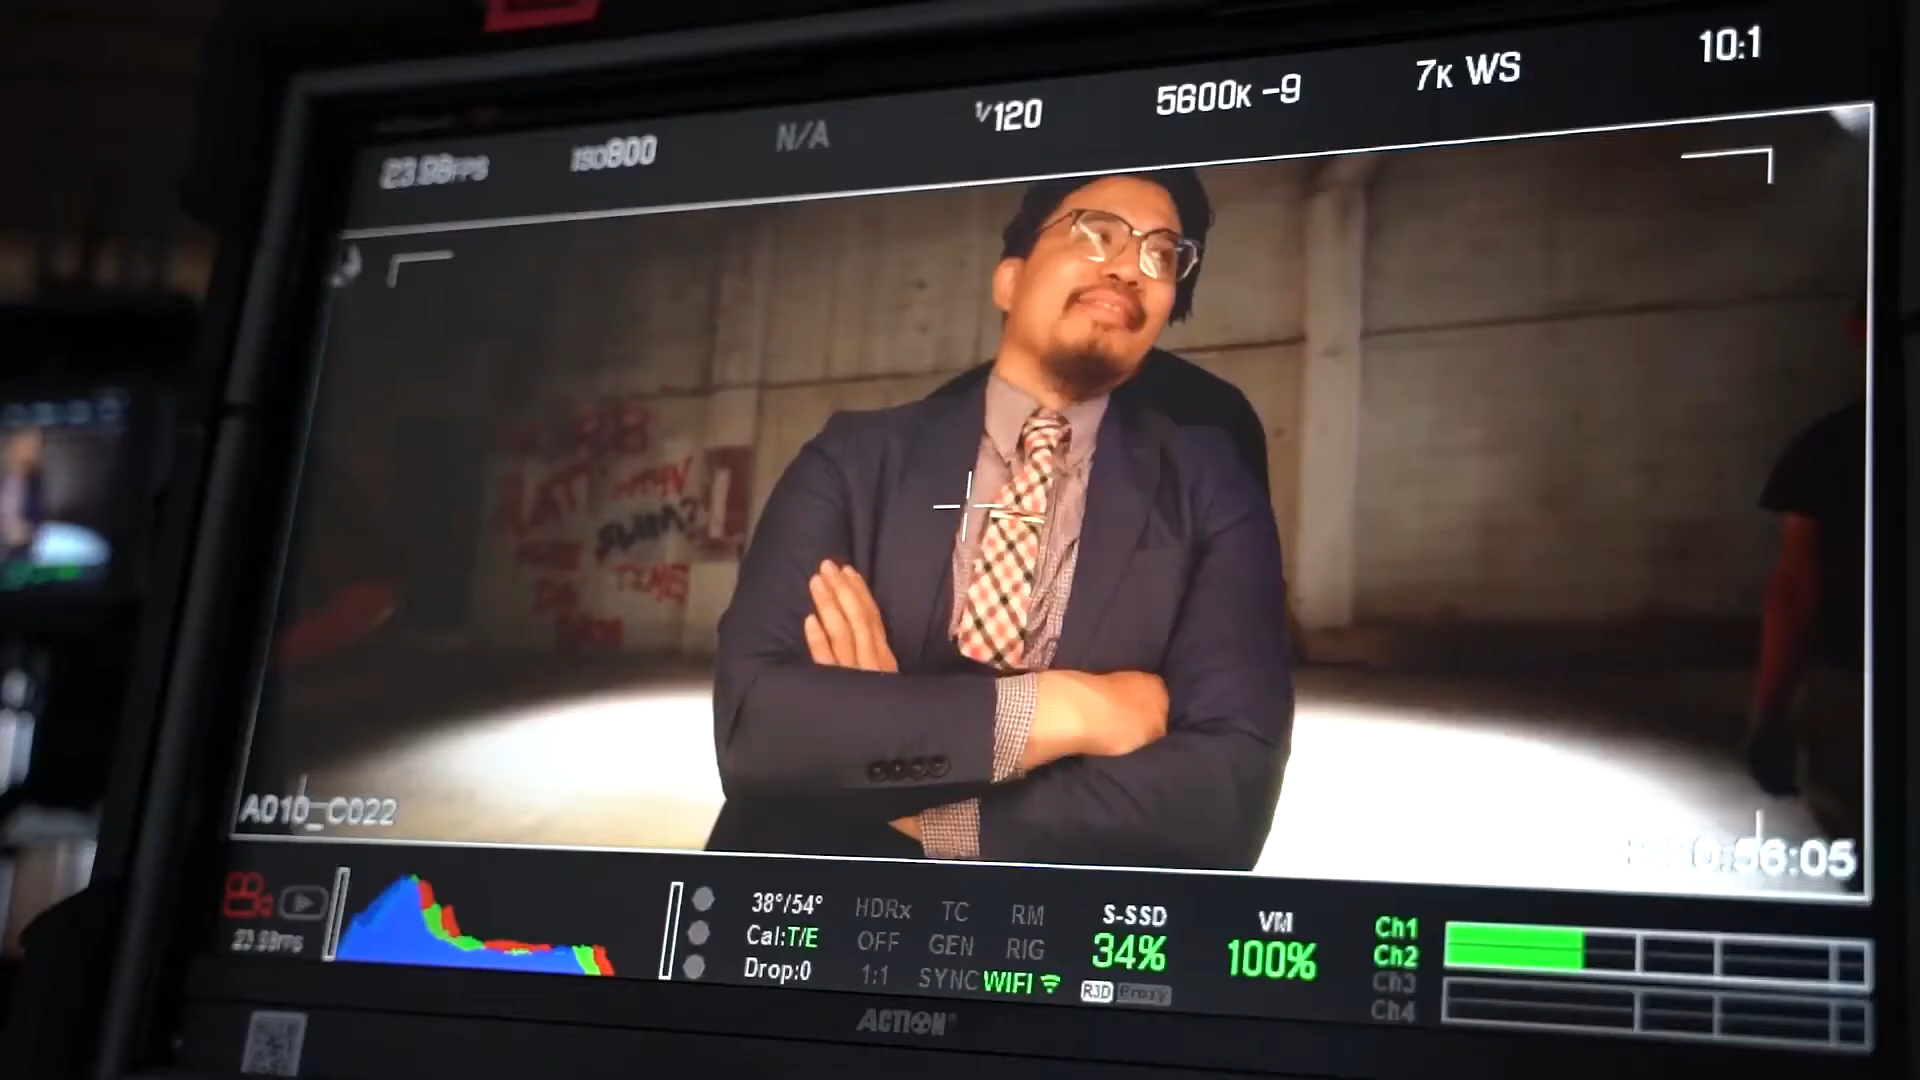 23.98FPS ISO800 N/A 1/120 5600K -9 7K WS 10:1
A010_C022
56:05
38°/54° HDRx TC RM S-SSD VM Ch1
Cal:T/E OFF GEN RIG 34% 100% Ch2
23.98FPS
Drop:0 1:1 SYNC WIFI R3D Proxy Ch3
Ch4
ACTION